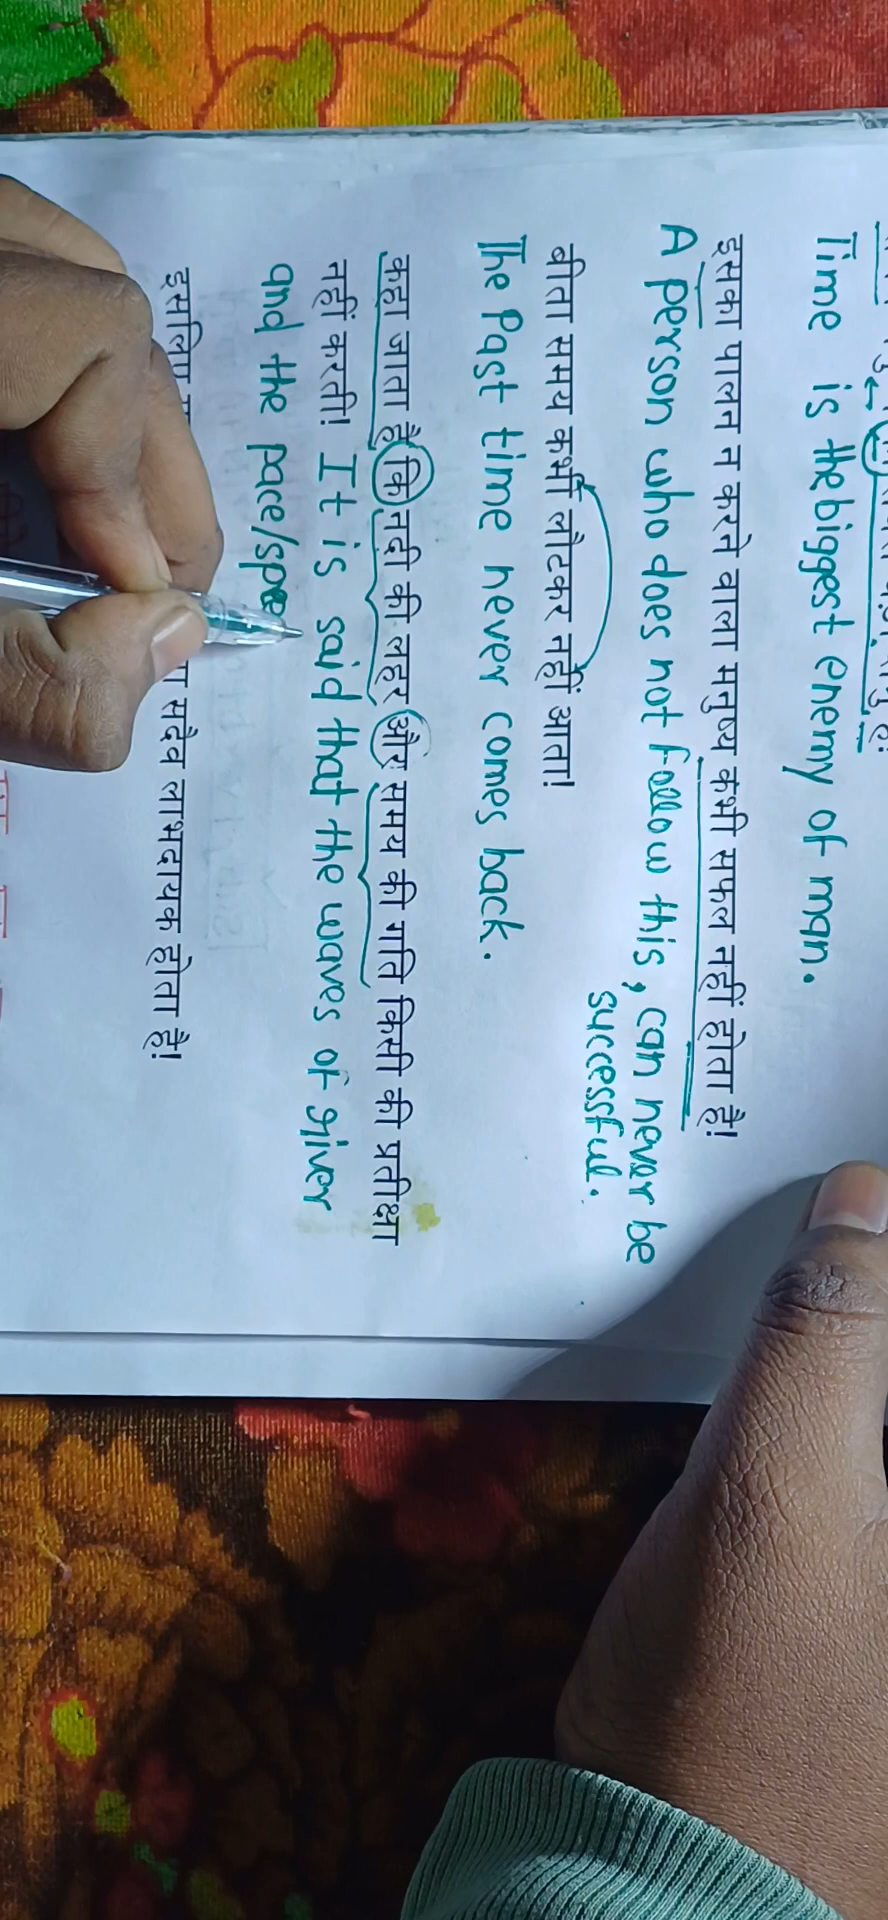 Time is the biggest enemy of man.
इसका पालन न करने वाला मनुष्य कभी सफल नहीं होता है!
A person who does not follow this, can never be
successful.
बीता समय कभी लौटकर नहीं आता!
The Past time never comes back.
कहा जाता है कि नदी की लहर और समय की गति किसी की प्रतीक्षा
नहीं करती! It is said that the waves of river
and the pace/spee
इसलिए सदैव लाभदायक होता है!